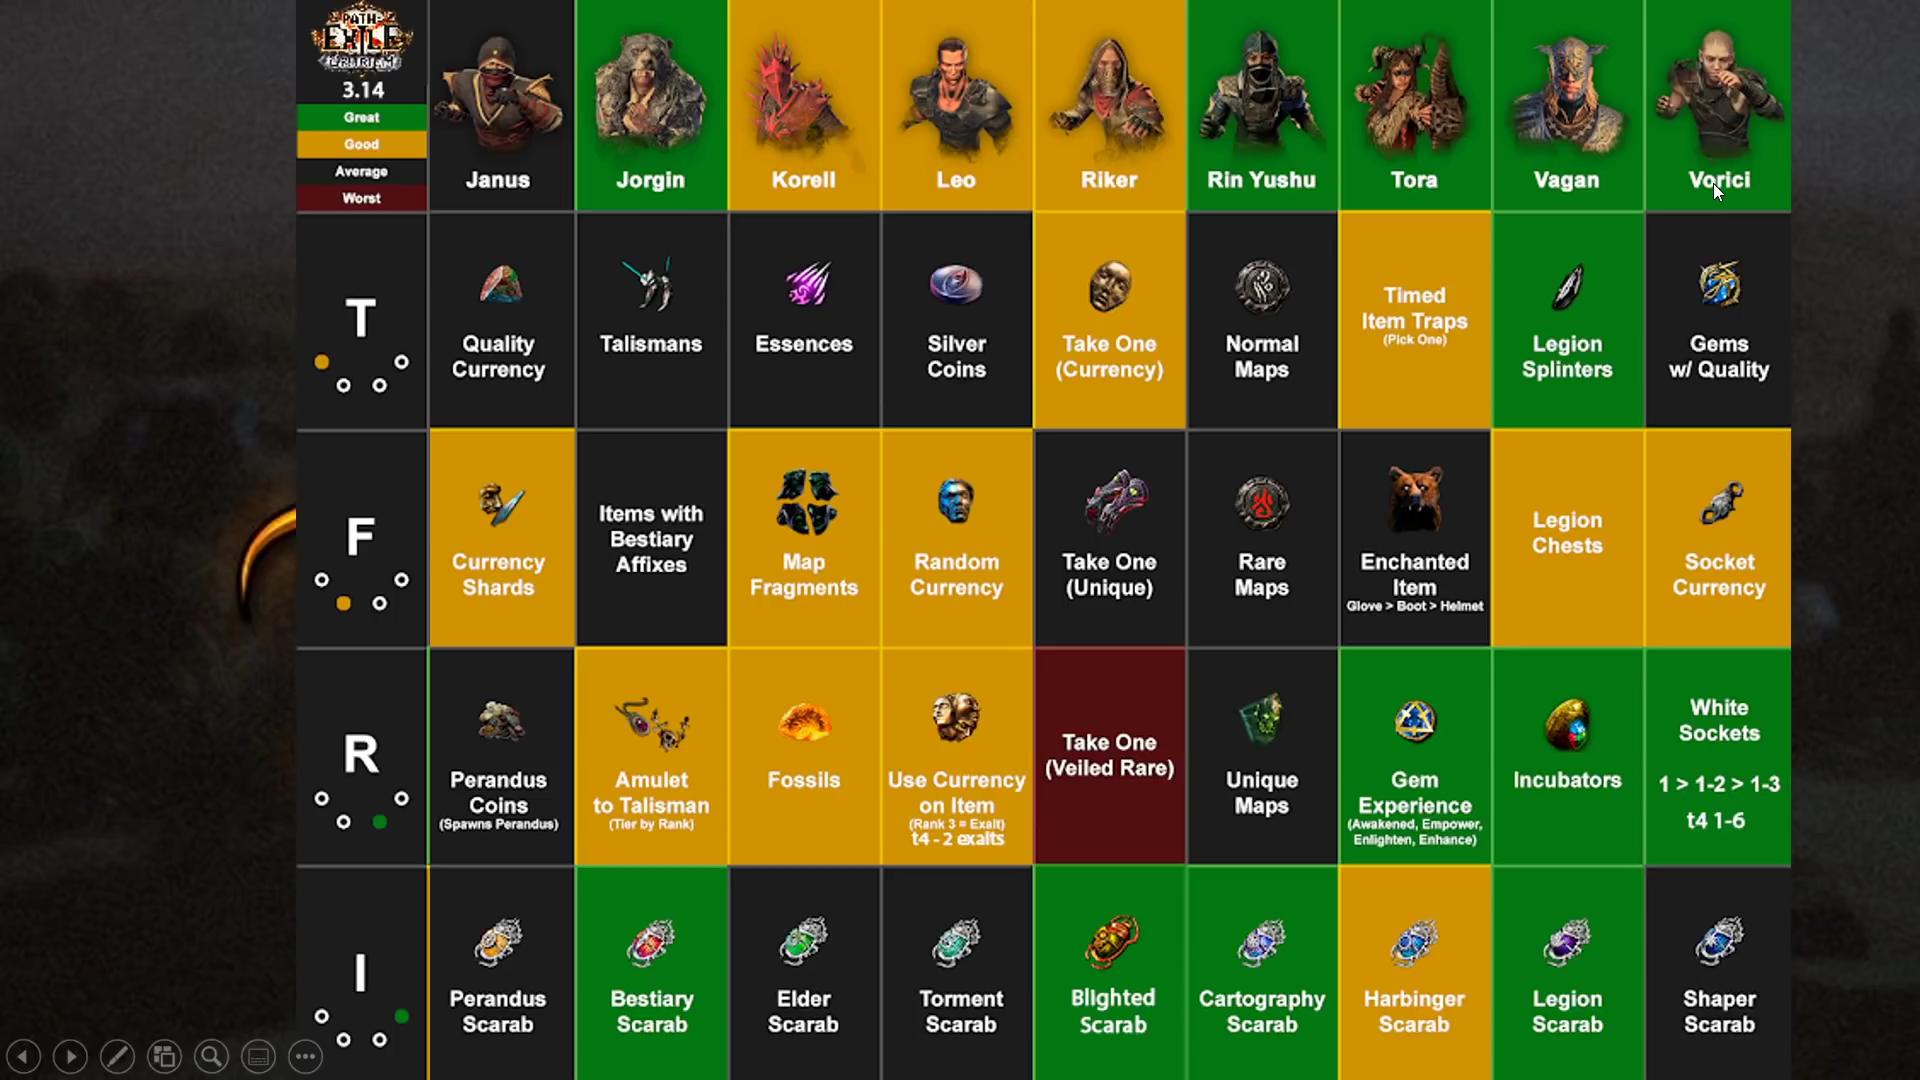 PATH OF
EXILE
3.14
Great
Good
Average
Worst
Janus
Jorgin
Korell
Leo
Riker
Rin Yushu
Tora
Vagan
Vorici
T
Quality
Currency
Talismans
Essences
Silver
Coins
Take One
(Currency)
Normal
Maps
Timed
Item Traps
(Pick One)
Legion
Splinters
Gems
w/ Quality
F
Currency
Shards
Items with
Bestiary
Affixes
Map
Fragments
Random
Currency
Take One
(Unique)
Rare
Maps
Enchanted
Item
Glove > Boot > Helmet
Legion
Chests
Socket
Currency
R
Perandus
Coins
(Spawns Perandus)
Amulet
to Talisman
(Tier by Rank)
Fossils
Use Currency
on Item
(Rank 3 = Exalt)
t4 - 2 exalts
Take One
(Veiled Rare)
Unique
Maps
Gem
Experience
(Awakened, Empower,
Enlighten, Enhance)
Incubators
White
Sockets
1 > 1-2 > 1-3
t4 1-6
I
Perandus
Scarab
Bestiary
Scarab
Elder
Scarab
Torment
Scarab
Blighted
Scarab
Cartography
Scarab
Harbinger
Scarab
Legion
Scarab
Shaper
Scarab